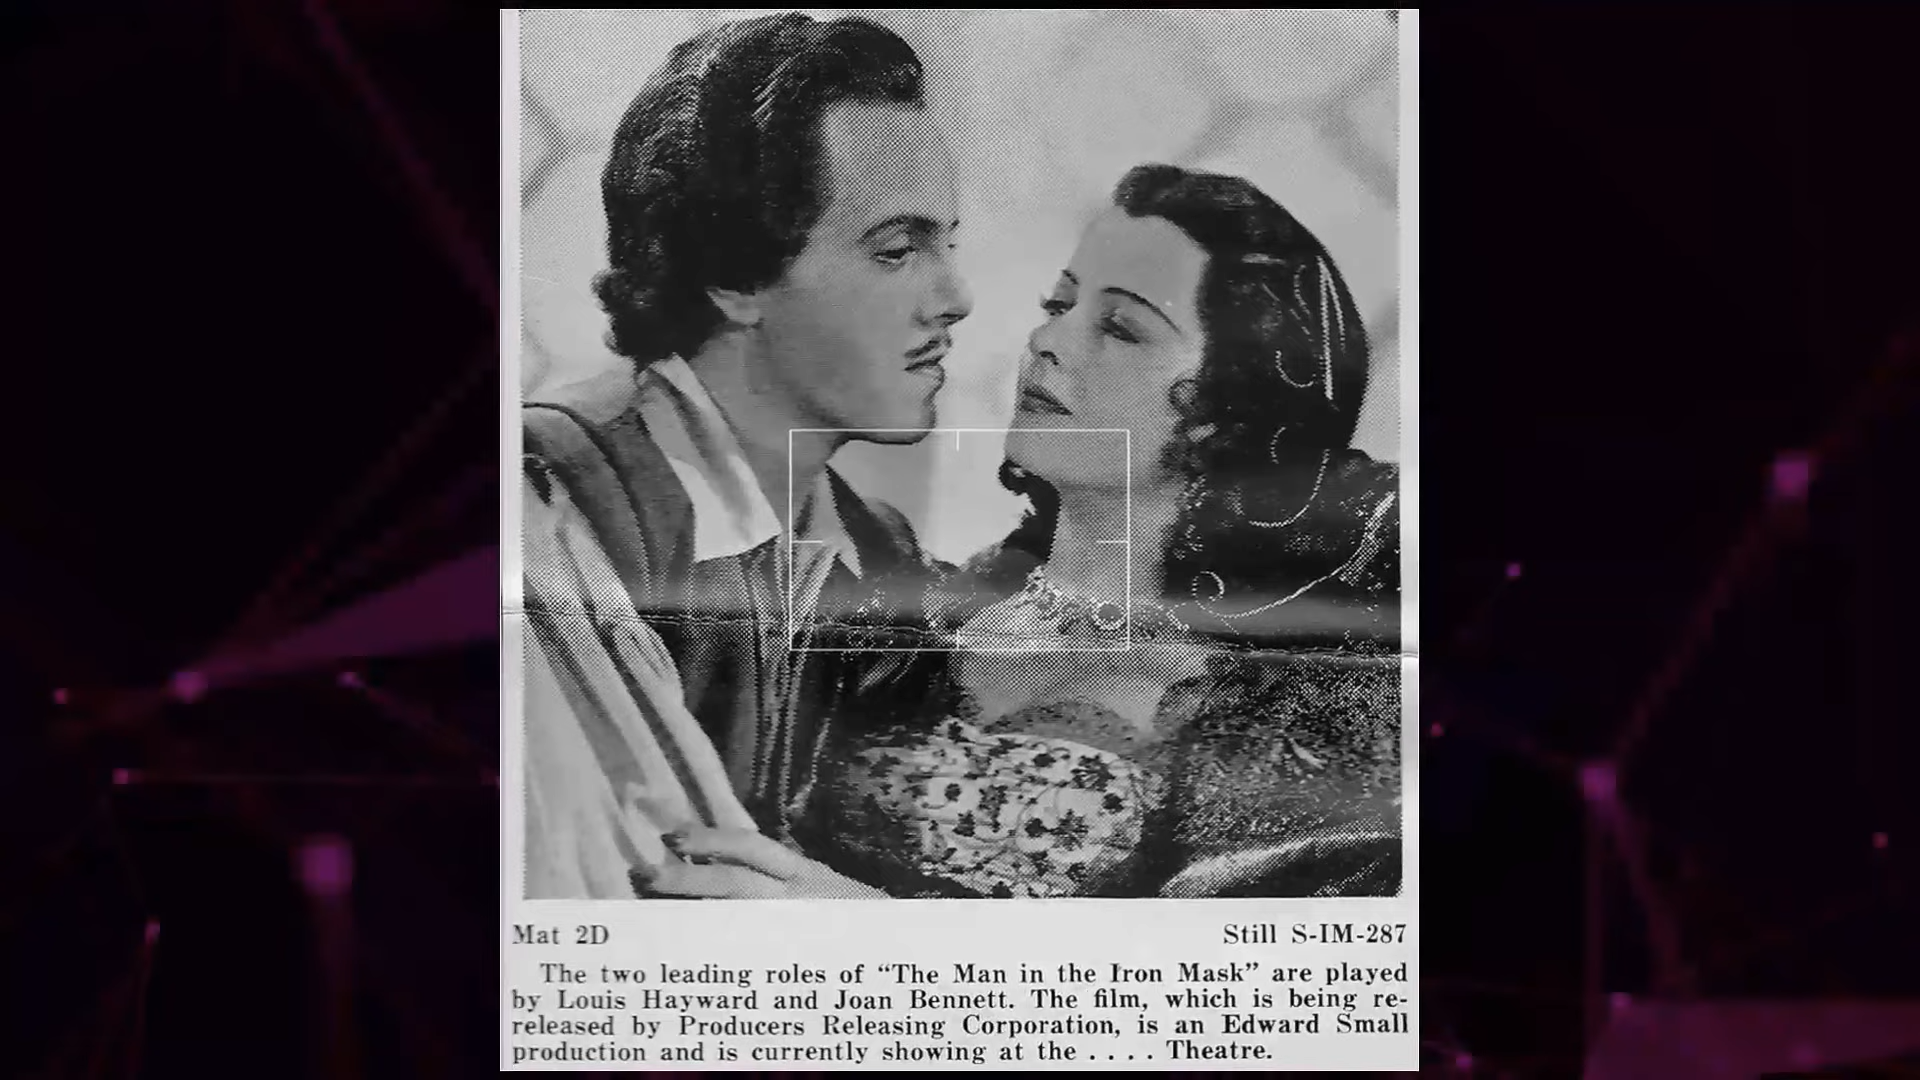 Mat 2D Still S-IM-287
The two leading roles of “The Man in the Iron Mask” are played
by Louis Hayward and Joan Bennett. The film, which is being re-
released by Producers Releasing Corporation, is an Edward Small
production and is currently showing at the . . . . Theatre.